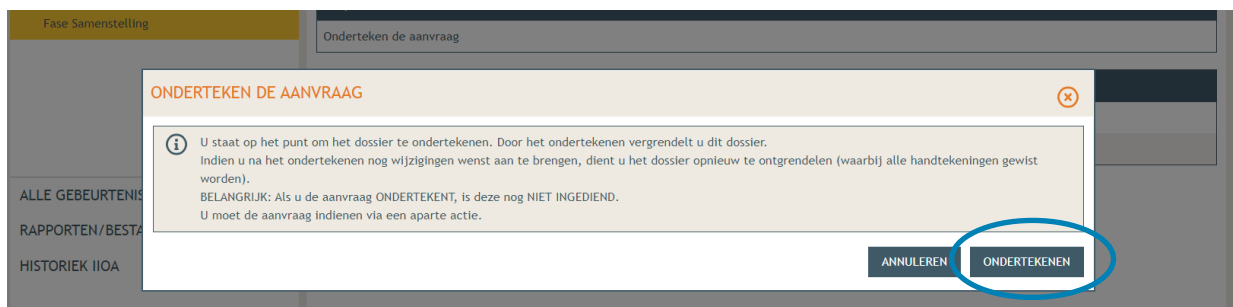 Fase Samenstelling
Onderteken de aanvraag
ONDERTEKEN DE AANVRAAG
U staat op het punt om het dossier te ondertekenen. Door het ondertekenen vergrendelt u dit dossier.
Indien u na het ondertekenen nog wijzigingen wenst aan te brengen, dient u het dossier opnieuw te ontgrendelen (waarbij alle handtekeningen gewist
worden).
BELANGRIJK: Als u de aanvraag ONDERTEKENT, is deze nog NIET INGEDIEND.
U moet de aanvraag indienen via een aparte actie.
ALLE GEBEURTENIS
RAPPORTEN/BESTA
HISTORIEK IIOA
ANNULEREN
ONDERTEKENEN